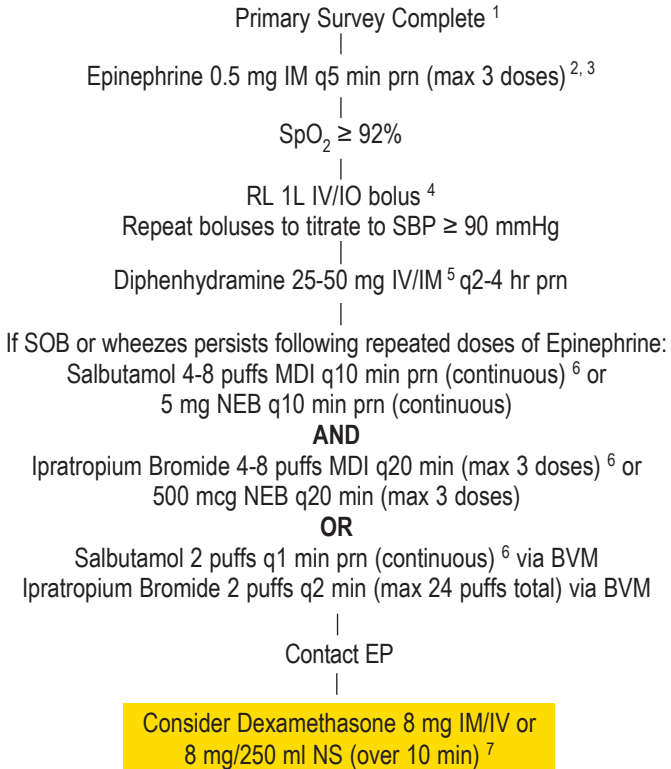 Primary Survey Complete 1
Epinephrine 0.5 mg IM q5 min prn (max 3 doses) 2, 3
SpO2 ≥ 92%
RL 1L IV/IO bolus 4
Repeat boluses to titrate to SBP ≥ 90 mmHg
Diphenhydramine 25-50 mg IV/IM 5 q2-4 hr prn
If SOB or wheezes persists following repeated doses of Epinephrine:
Salbutamol 4-8 puffs MDI q10 min prn (continuous) 6 or
5 mg NEB q10 min prn (continuous)
AND
Ipratropium Bromide 4-8 puffs MDI q20 min (max 3 doses) 6 or
500 mcg NEB q20 min (max 3 doses)
OR
Salbutamol 2 puffs q1 min prn (continuous) 6 via BVM
Ipratropium Bromide 2 puffs q2 min (max 24 puffs total) via BVM
Contact EP
Consider Dexamethasone 8 mg IM/IV or
8 mg/250 ml NS (over 10 min) 7